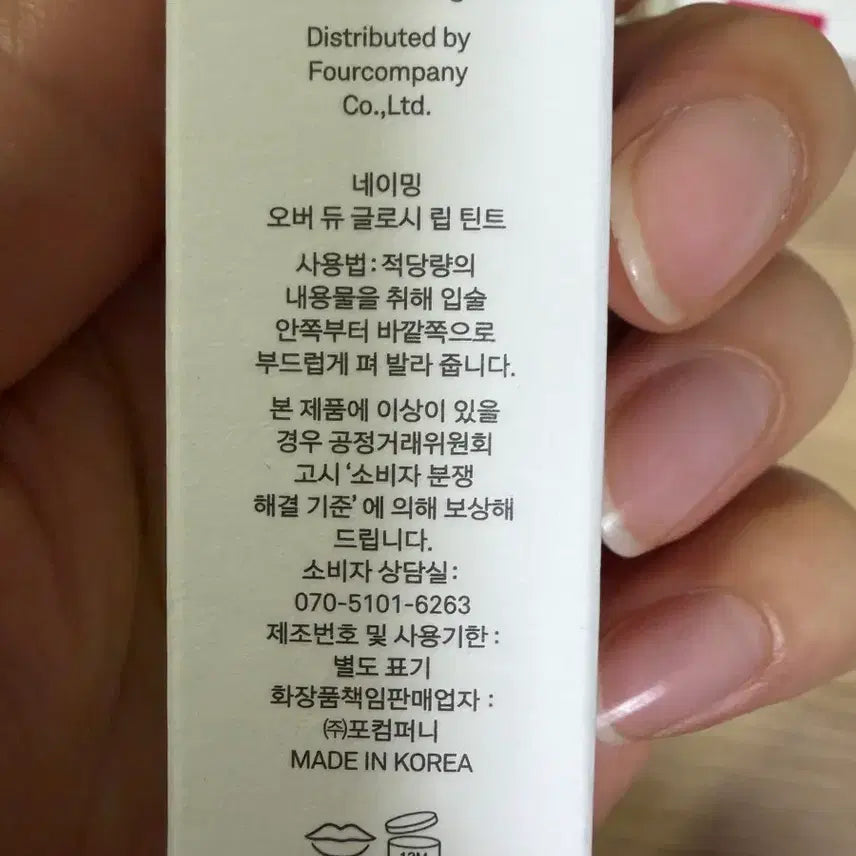 Distributed by
Fourcompany
Co.,Ltd.
네이밍
오버 듀 글로시 립 틴트
사용법:적당량의
내용물을 취해 입술
안쪽부터 바깥쪽으로
부드럽게 펴 발라 줍니다.
본 제품에 이상이 있을
경우 공정거래위원회
고시 ‘소비자 분쟁
해결 기준’ 에 의해 보상해
드립니다.
소비자 상담실:
070-5101-6263
제조번호 및 사용기한 :
별도 표기
화장품책임판매업자 :
㈜포컴퍼니
MADE IN KOREA
12M